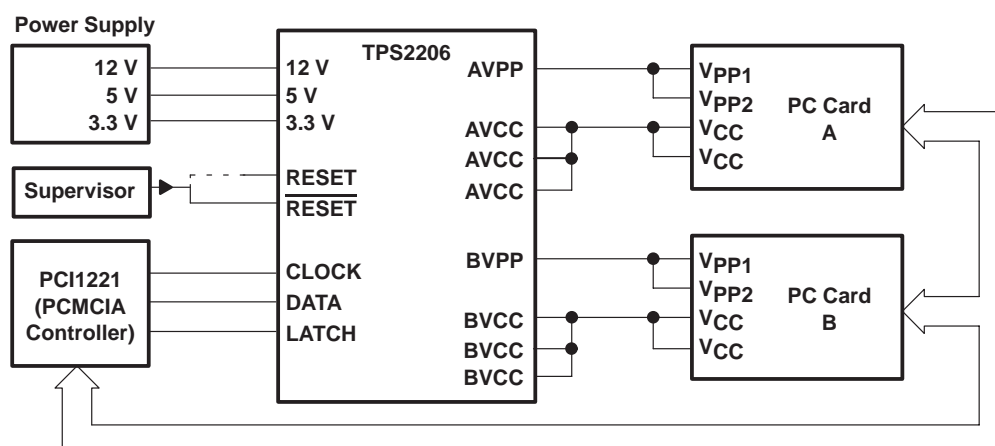 Power Supply
12 V
5 V
3.3 V
Supervisor
PCI1221
(PCMCIA
Controller)
TPS2206
12 V
5 V
3.3 V
RESET
RESET
CLOCK
DATA
LATCH
AVPP
AVCC
AVCC
AVCC
BVPP
BVCC
BVCC
BVCC
VPP1
VPP2
VCC
VCC
PC Card
A
VPP1
VPP2
VCC
VCC
PC Card
B